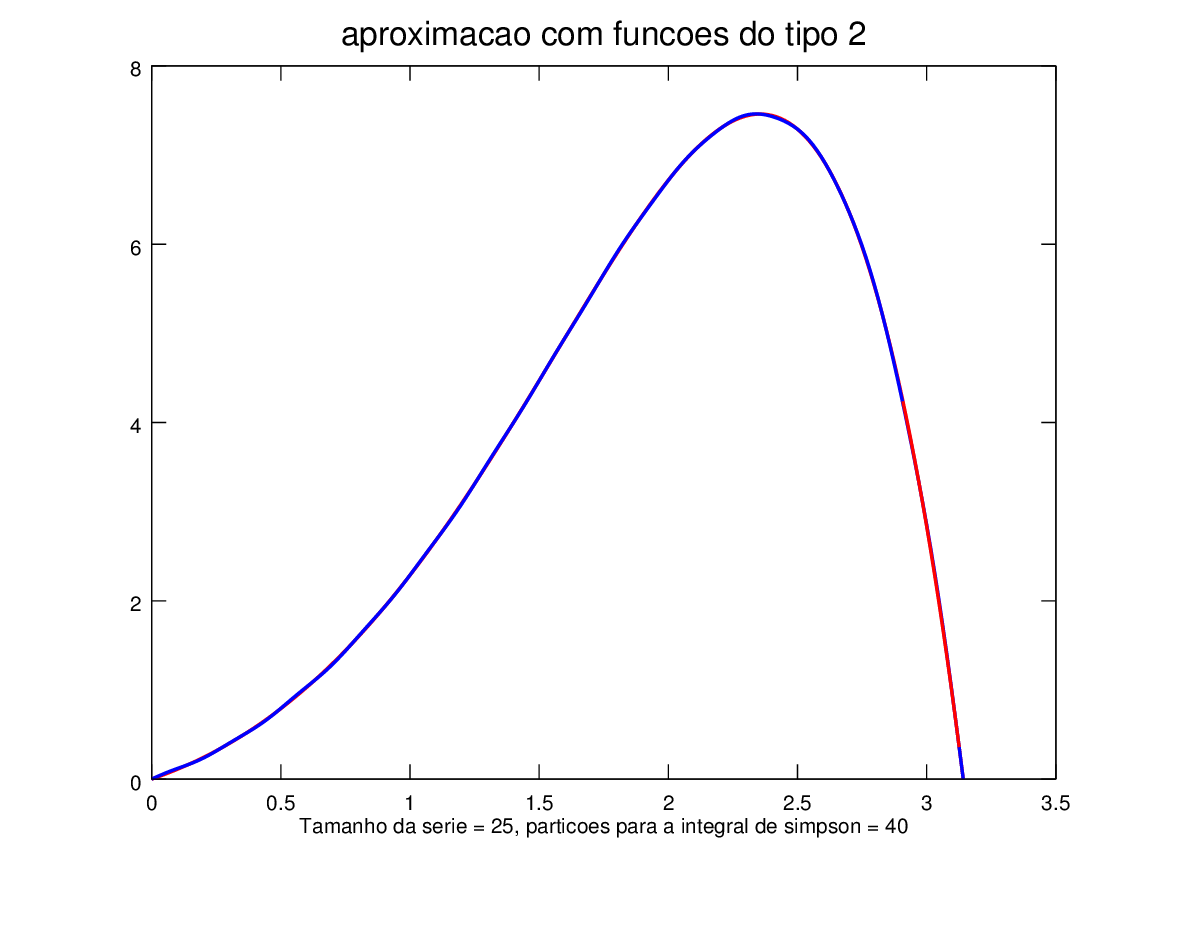 aproximacao com funcoes do tipo 2
8
6
4
2
0
0 0.5 1 1.5 2 2.5 3 3.5
Tamanho da serie = 25, particoes para a integral de simpson = 40